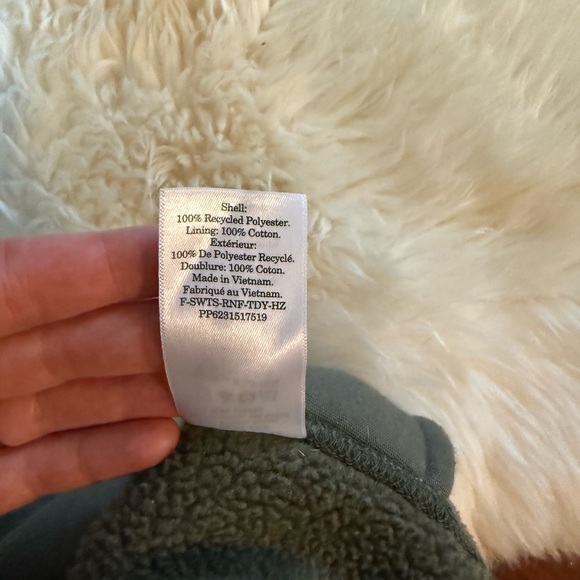 Shell:
100% Recycled Polyester.
Lining: 100% Cotton.
Extérieur:
100% De Polyester Recyclé.
Doublure: 100% Coton.
Made in Vietnam.
Fabriqué au Vietnam.
F-SWTS-RNF-TDY-HZ
PP6231517519